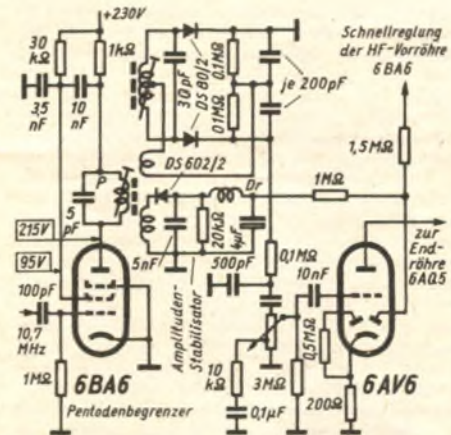 +230V
Schnellreglung
der HF-Vorröhre
6BA6
30
kΩ
1kΩ
3,5
nF
10
nF
30pF
DS 80/2
0,1MΩ
0,1MΩ
je 200pF
DS 602/2
1,5MΩ
P
5
pF
Dr
1MΩ
215V
95V
5nF
20kΩ
4µF
500pF
0,1MΩ
10nF
zur
End-
röhre
6AQ5
100pF
10,7
MHz
Amplituden-
Stabilisator
1MΩ
6BA6
Pentodenbegrenzer
10
kΩ
0,1µF
3MΩ
0,5MΩ
200Ω
6AV6